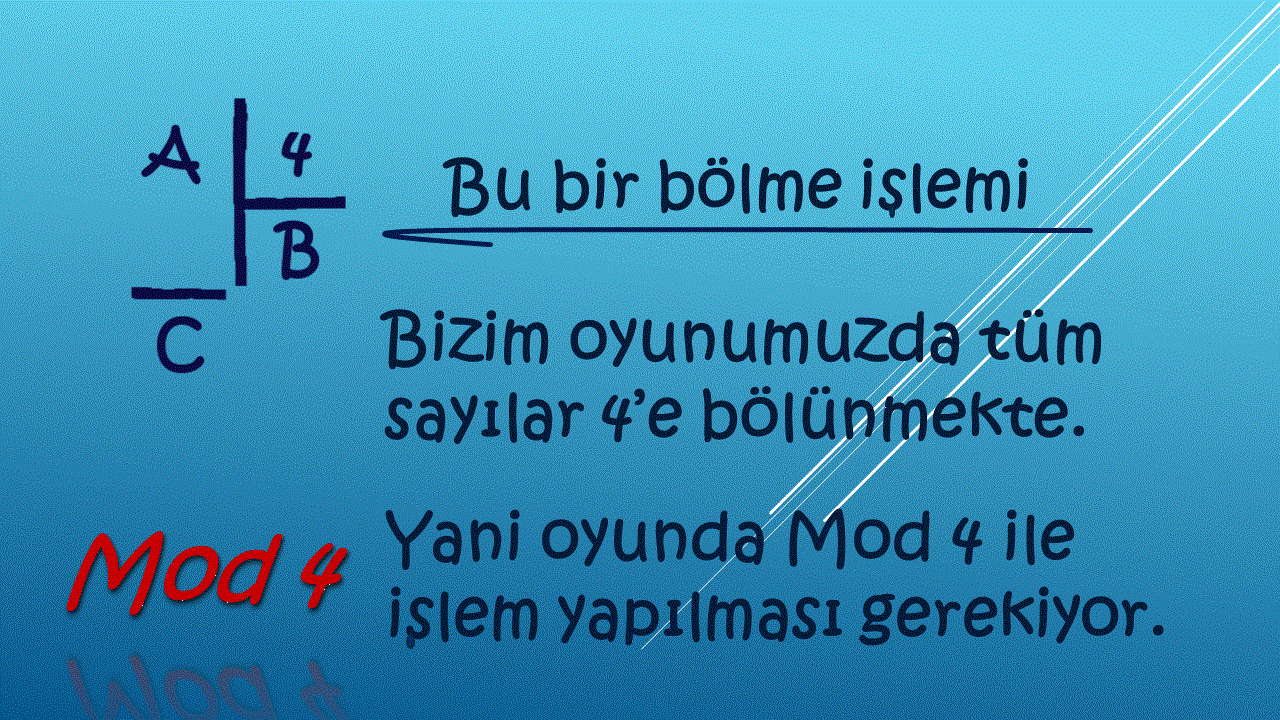 A 4
B
C
Bu bir bölme işlemi
Bizim oyunumuzda tüm
sayılar 4’e bölünmekte.
Mod 4
Yani oyunda Mod 4 ile
işlem yapılması gerekiyor.